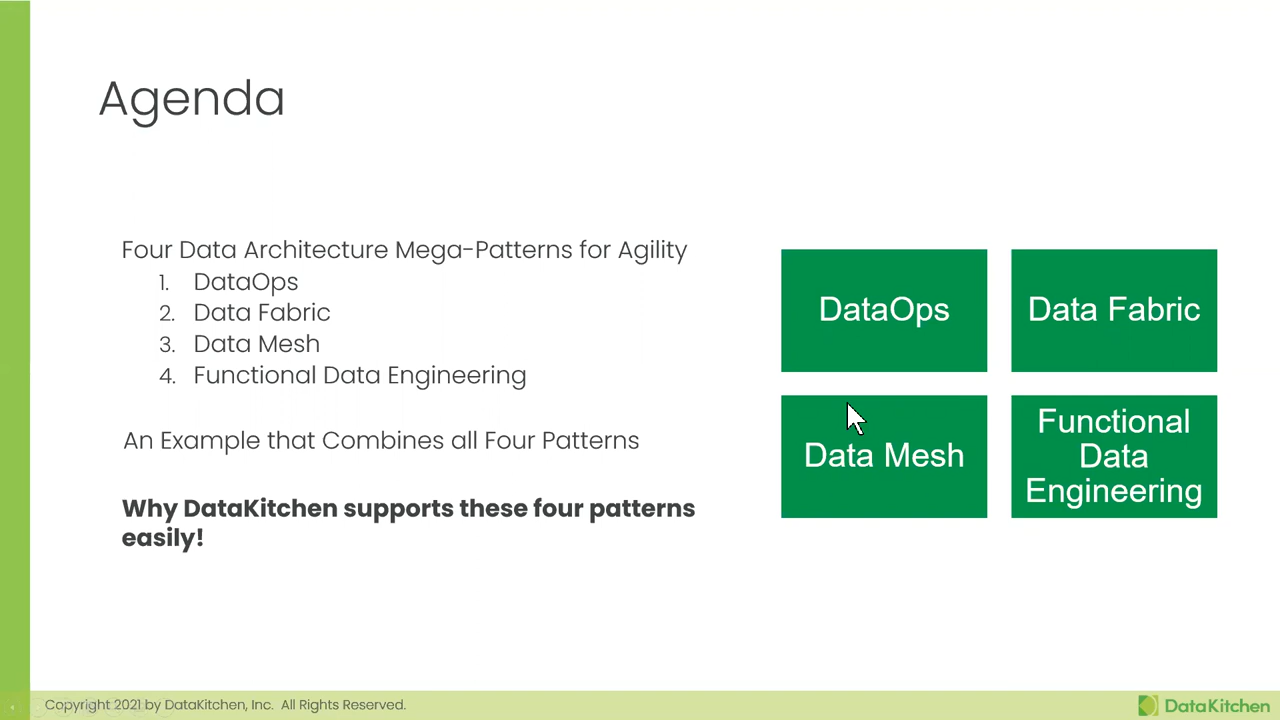 Agenda
Four Data Architecture Mega-Patterns for Agility
1. DataOps
2. Data Fabric
3. Data Mesh
4. Functional Data Engineering
An Example that Combines all Four Patterns
Why DataKitchen supports these four patterns
easily!
DataOps
Data Fabric
Data Mesh
Functional
Data
Engineering
Copyright 2021 by DataKitchen, Inc. All Rights Reserved.
DataKitchen